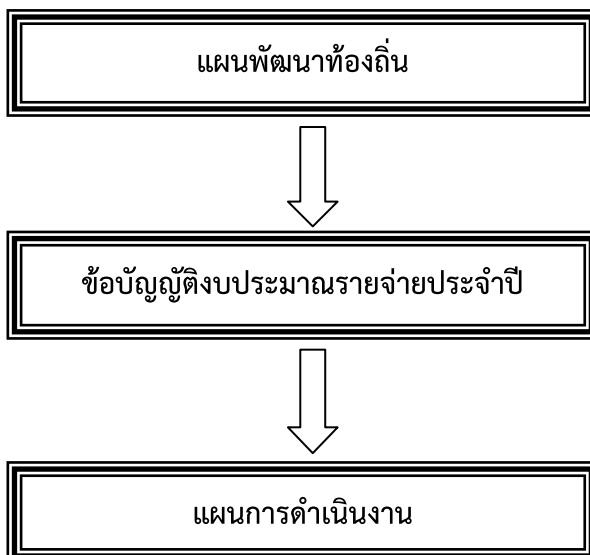 แผนพัฒนาท้องถิ่น
ข้อบัญญัติงบประมาณรายจ่ายประจำปี
แผนการดำเนินงาน